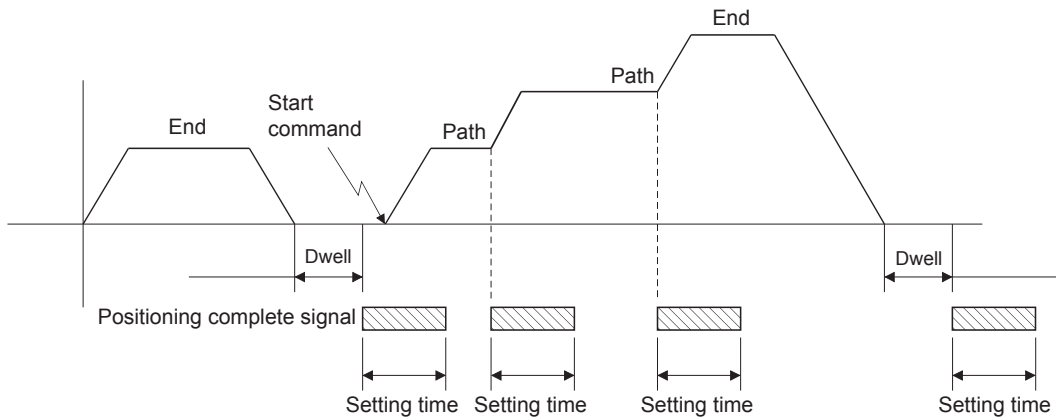 End
Path
Start
command
End
Path
Dwell
Dwell
Positioning complete signal
Setting time
Setting time
Setting time
Setting time